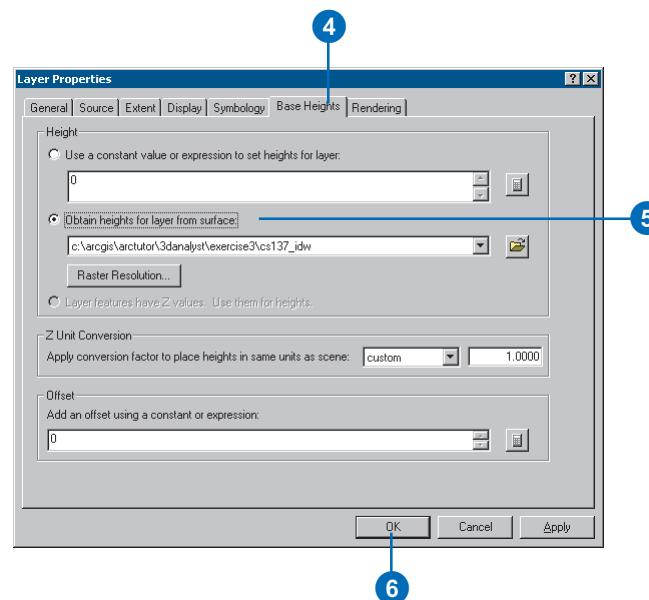 4
Layer Properties
General Source Extent Display Symbology Base Heights Rendering
Height
Use a constant value or expression to set heights for layer:
0
Obtain heights for layer from surface:
5
c:\arcgis\arctutor\3danalyst\exercise3\cs137_idw
Raster Resolution...
Layer features have Z values. Use them for heights.
Z Unit Conversion
Apply conversion factor to place heights in same units as scene: custom 1.0000
Offset
Add an offset using a constant or expression:
0
OK Cancel Apply
6